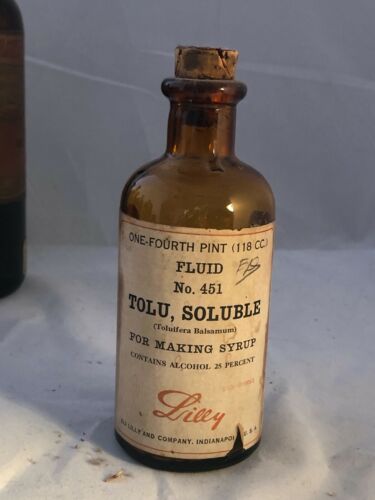 ONE-FOURTH PINT (118 CC.)
FLUID
No. 451
TOLU, SOLUBLE
(Toluifera Balsamum)
FOR MAKING SYRUP
CONTAINS ALCOHOL 25 PERCENT
Lilly
ELI LILLY AND COMPANY, INDIANAPO U.S.A.